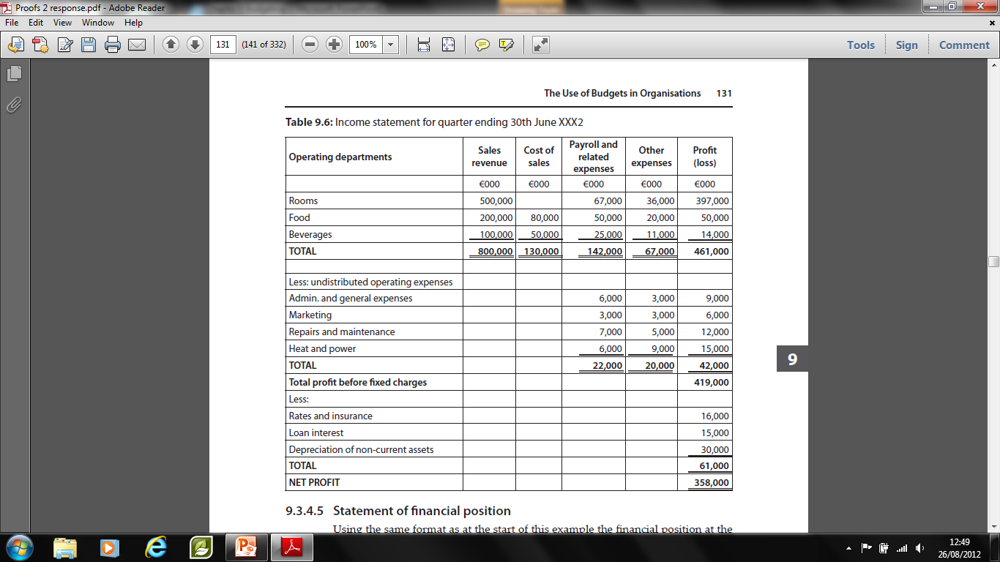 Proofs 2 response.pdf - Adobe Reader
File Edit View Window Help
131 (141 of 332) 100% Tools Sign Comment
The Use of Budgets in Organisations 131
Table 9.6: Income statement for quarter ending 30th June XXX2
Operating departments Sales revenue Cost of sales Payroll and related expenses Other expenses Profit (loss)
€000 €000 €000 €000 €000
Rooms 500,000 67,000 36,000 397,000
Food 200,000 80,000 50,000 20,000 50,000
Beverages 100,000 50,000 25,000 11,000 14,000
TOTAL 800,000 130,000 142,000 67,000 461,000
Less: undistributed operating expenses
Admin. and general expenses 6,000 3,000 9,000
Marketing 3,000 3,000 6,000
Repairs and maintenance 7,000 5,000 12,000
Heat and power 6,000 9,000 15,000
TOTAL 22,000 20,000 42,000
Total profit before fixed charges 419,000
Less:
Rates and insurance 16,000
Loan interest 15,000
Depreciation of non-current assets 30,000
TOTAL 61,000
NET PROFIT 358,000
9
9.3.4.5 Statement of financial position
Using the same format as at the start of this example the financial position at the
12:49
26/08/2012